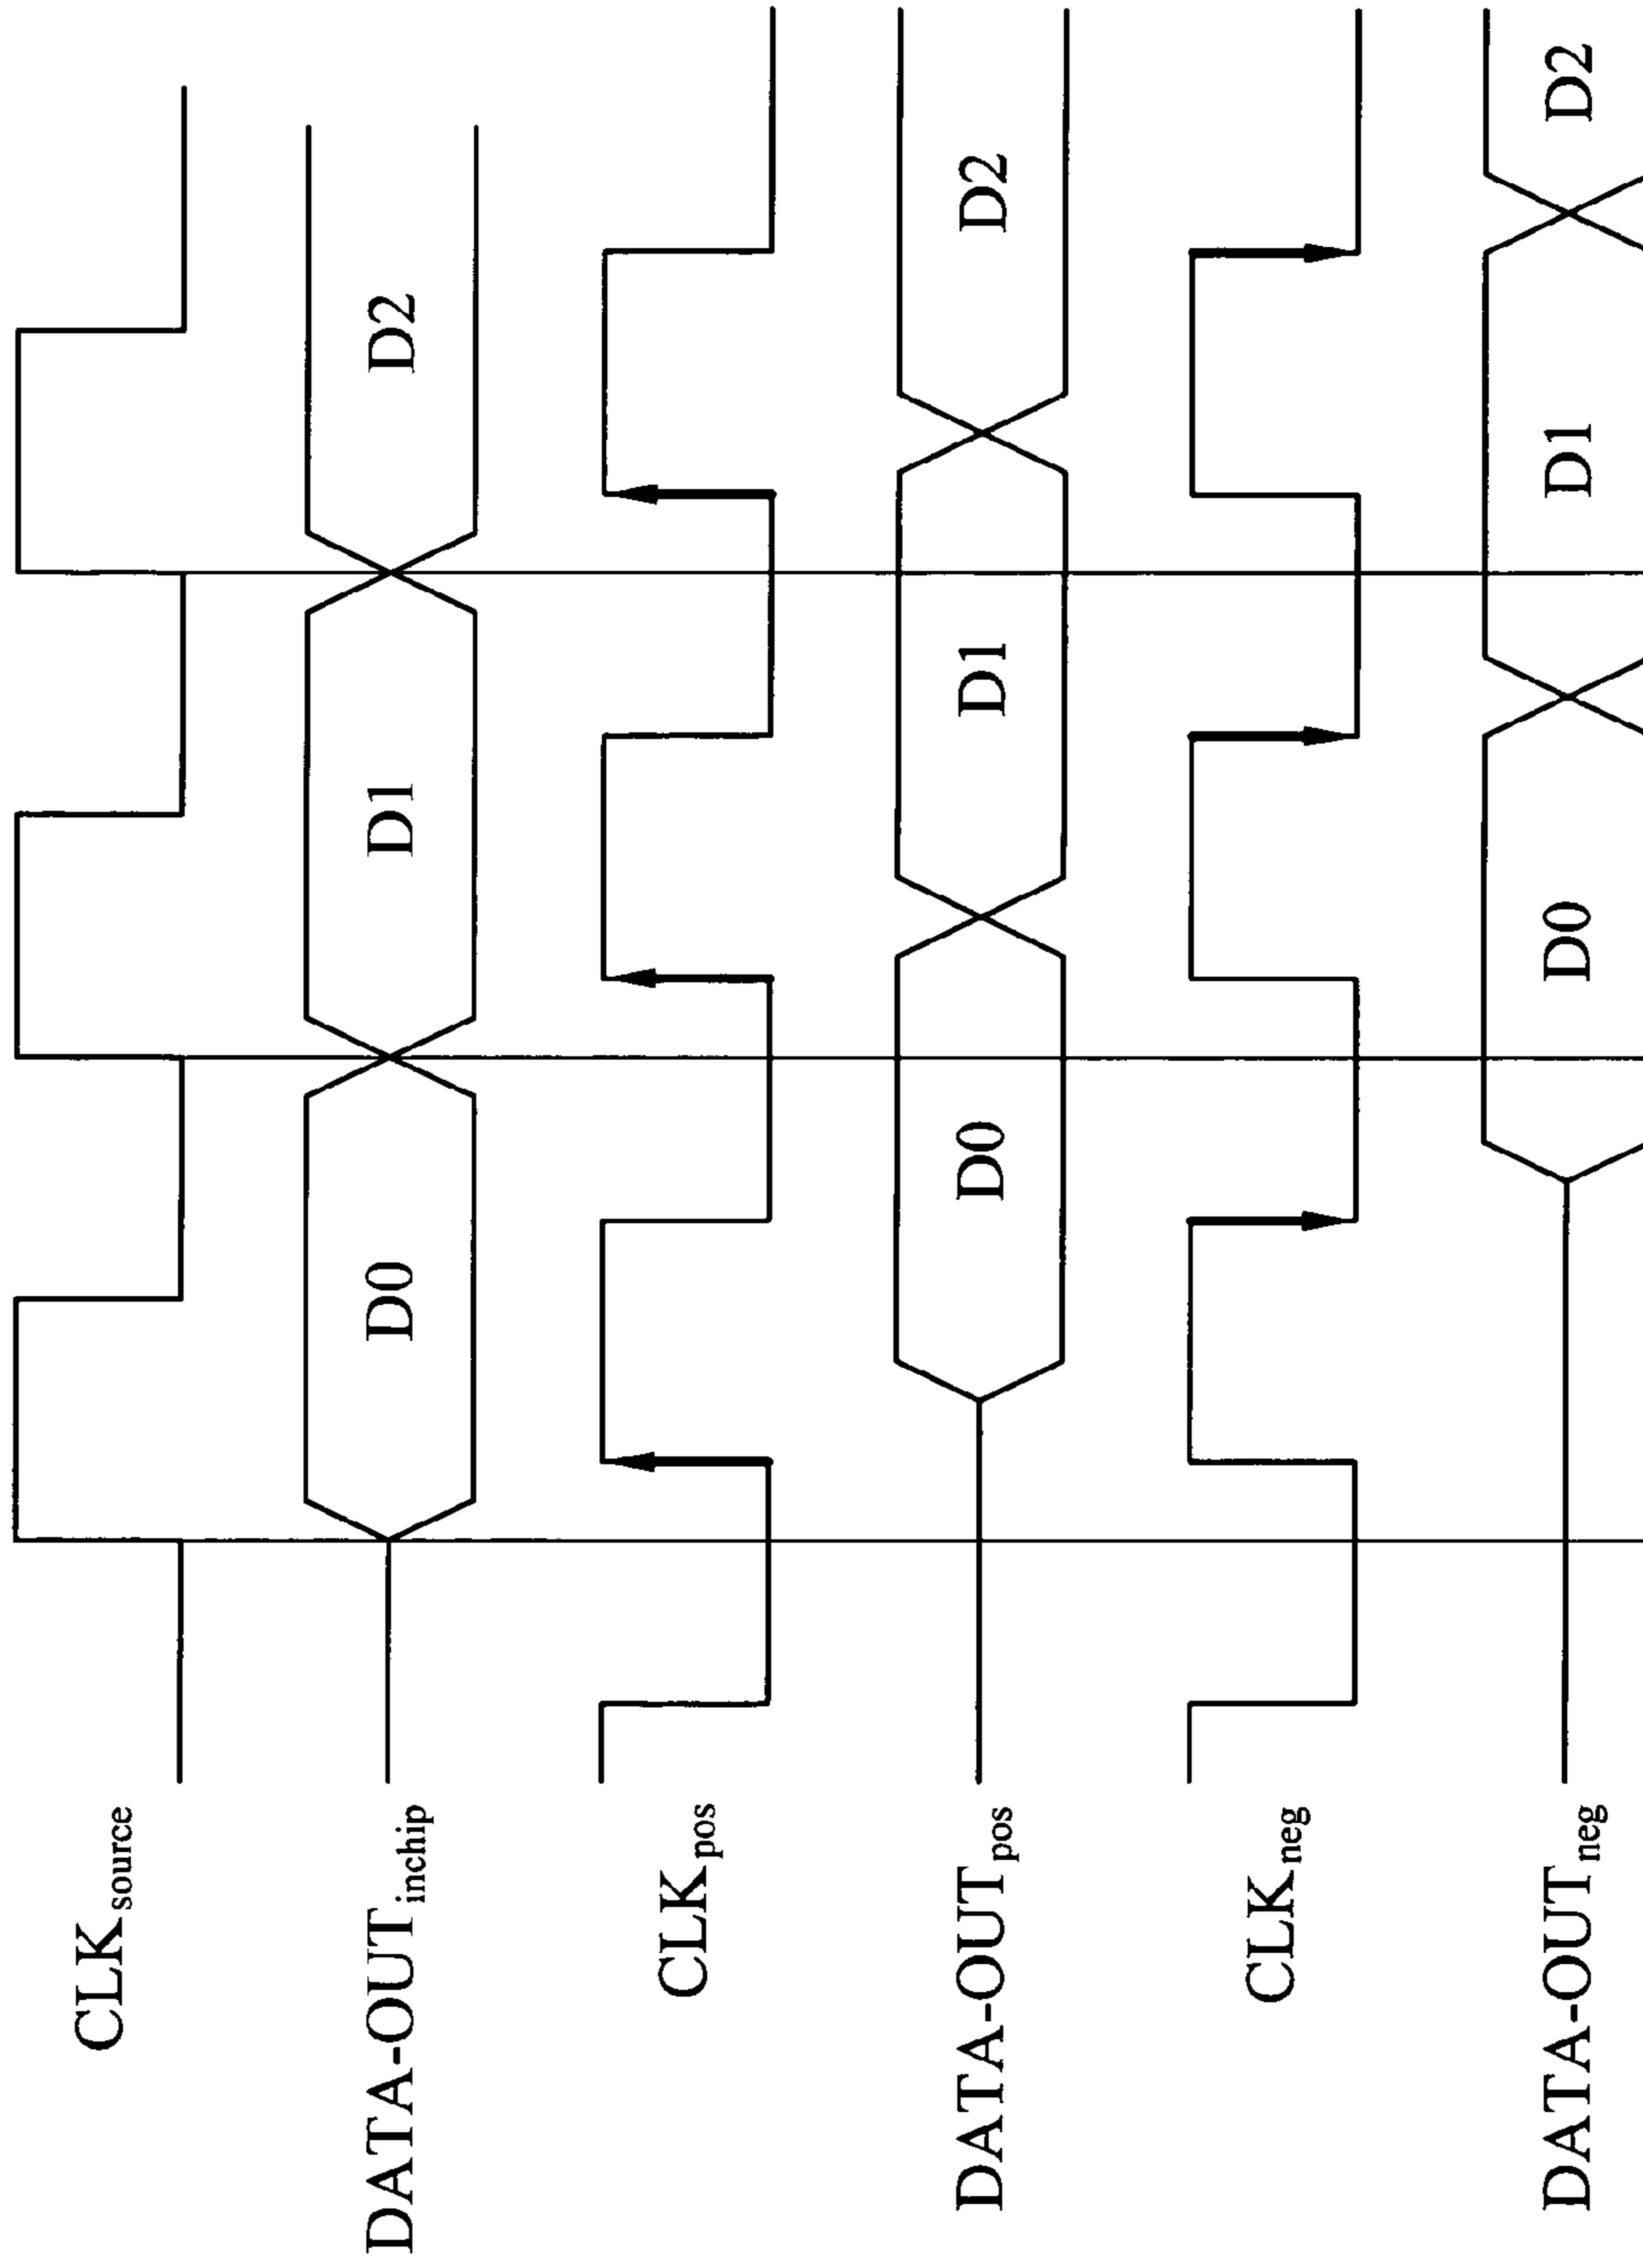 CLKsource
DATA-OUTinchip D0 D1 D2
CLKpos
DATA-OUTpos D0 D1 D2
CLKneg
DATA-OUTneg D0 D1 D2